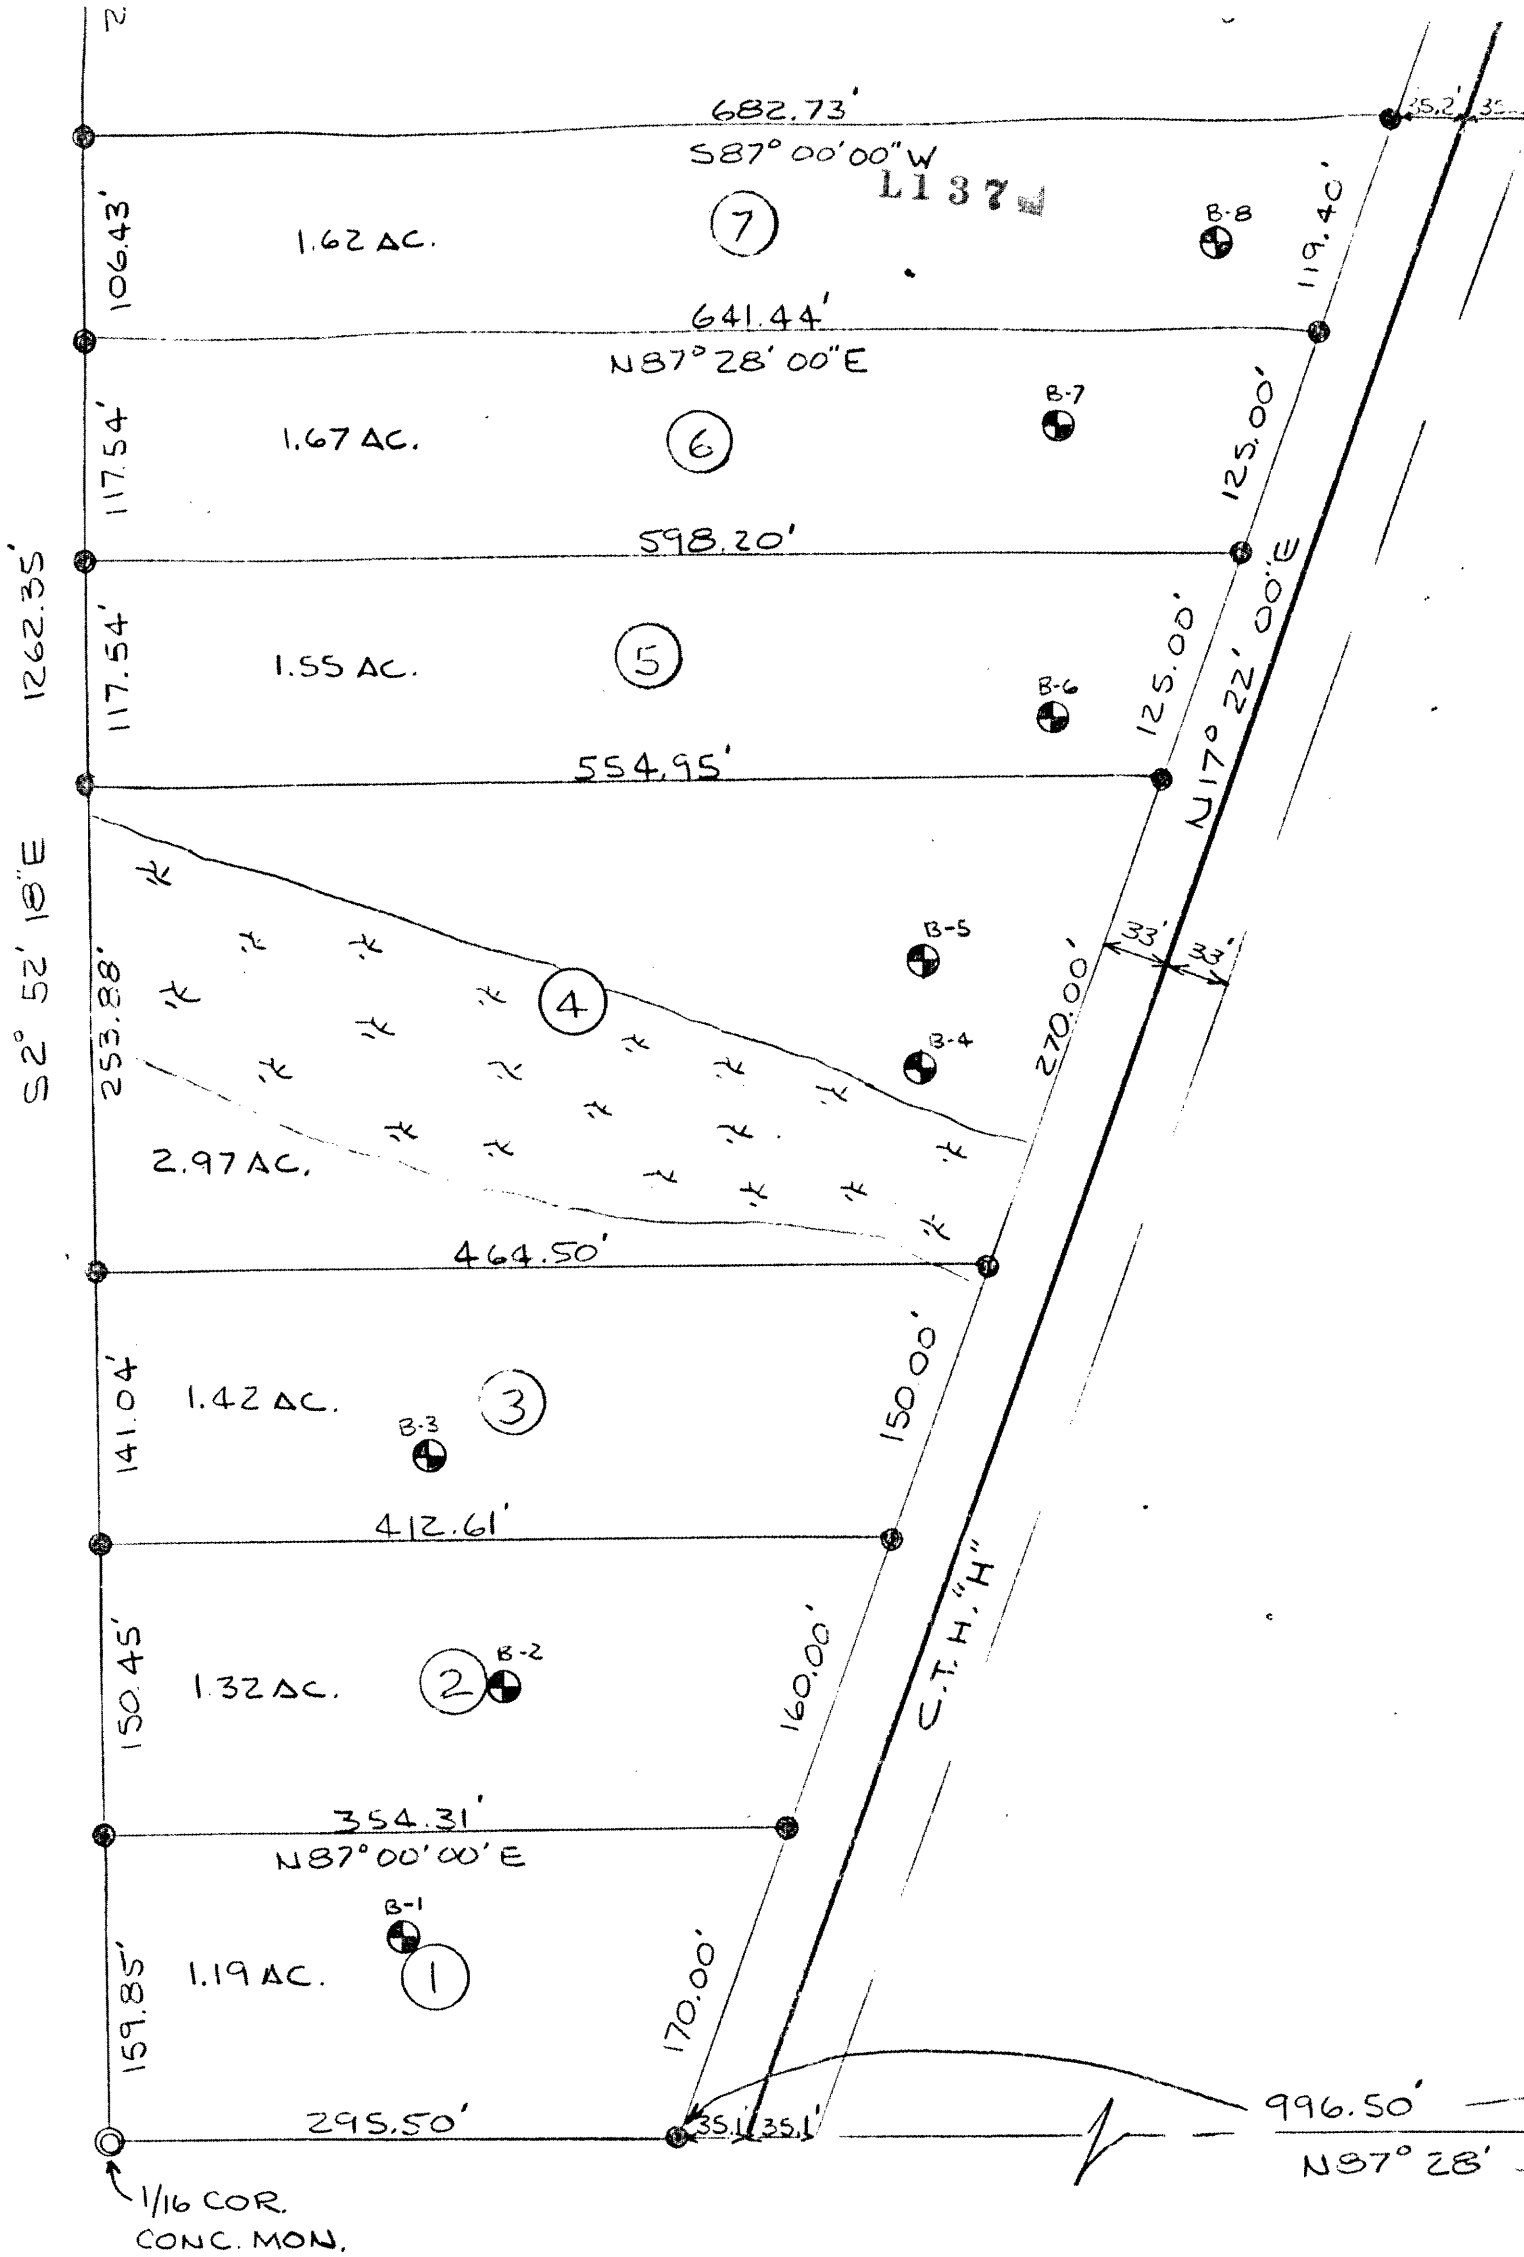 2.
682.73'
S87° 00' 00" W
L137
35.2' 35
7
B-8
1.62 AC.
106.43'
119.40'
641.44'
N87° 28' 00" E
B-7
1.67 AC.
6
117.54'
125.00'
598.20'
1262.35'
117.54'
1.55 AC.
5
B-6
125.00'
N17° 22' 00" E
554.95'
S2° 52' 18" E
253.88'
4
B-5
B-4
270.00'
33' 33'
2.97 AC.
464.50'
141.04'
1.42 AC.
3
B-3
150.00'
412.61'
C.T.H. "H"
150.45'
1.32 AC.
2
B-2
160.00'
354.31'
N87° 00' 00' E
B-1
159.85'
1.19 AC.
1
170.00'
295.50'
35.1' 35.1'
996.50'
N87° 28'
1/16 COR.
CONC. MON.